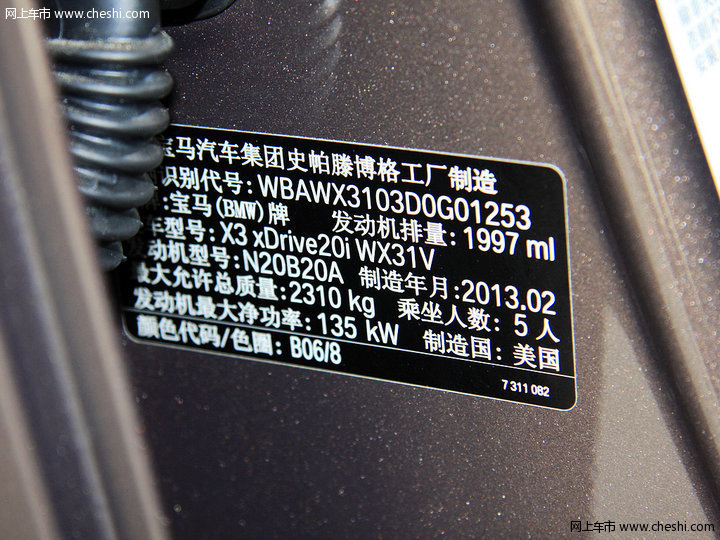 网上车市 www.cheshi.com
宝马汽车集团史帕滕博格工厂制造
识别代号: WBAWX3103D0G01253
:宝马(BMW)牌 发动机排量: 1997 ml
车型号: X3 xDrive20i WX31V
发动机型号: N20B20A 制造年月:2013.02
最大允许总质量:2310 kg 乘坐人数: 5 人
发动机最大净功率: 135 kW 制造国: 美国
颜色代码/色圈: B06/8
7 311 082
网上车市 www.cheshi.com